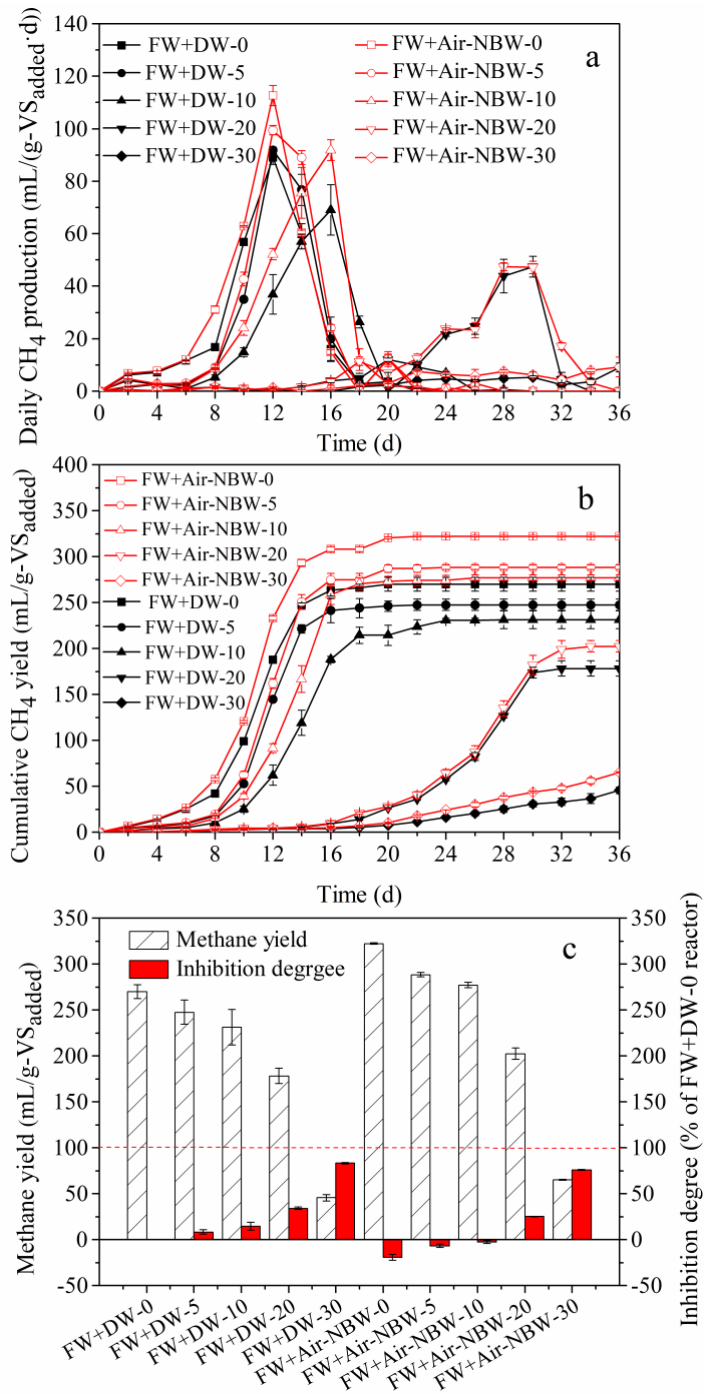 a
FW+DW-0
FW+DW-5
FW+DW-10
FW+DW-20
FW+DW-30
FW+Air-NBW-0
FW+Air-NBW-5
FW+Air-NBW-10
FW+Air-NBW-20
FW+Air-NBW-30
Daily CH4 production (mL/(g-VSadded·d))
140
120
100
80
60
40
20
0
0 4 8 12 16 20 24 28 32 36
Time (d)
b
FW+Air-NBW-0
FW+Air-NBW-5
FW+Air-NBW-10
FW+Air-NBW-20
FW+Air-NBW-30
FW+DW-0
FW+DW-5
FW+DW-10
FW+DW-20
FW+DW-30
Cumulative CH4 yield (mL/g-VSadded)
400
350
300
250
200
150
100
50
0
0 4 8 12 16 20 24 28 32 36
Time (d)
c
Methane yield
Inhibition degrgee
Methane yield (mL/g-VSadded)
350
300
250
200
150
100
50
0
-50
350
300
250
200
150
100
50
0
-50
Inhibition degree (% of FW+DW-0 reactor)
FW+DW-0
FW+DW-5
FW+DW-10
FW+DW-20
FW+DW-30
FW+Air-NBW-0
FW+Air-NBW-5
FW+Air-NBW-10
FW+Air-NBW-20
FW+Air-NBW-30